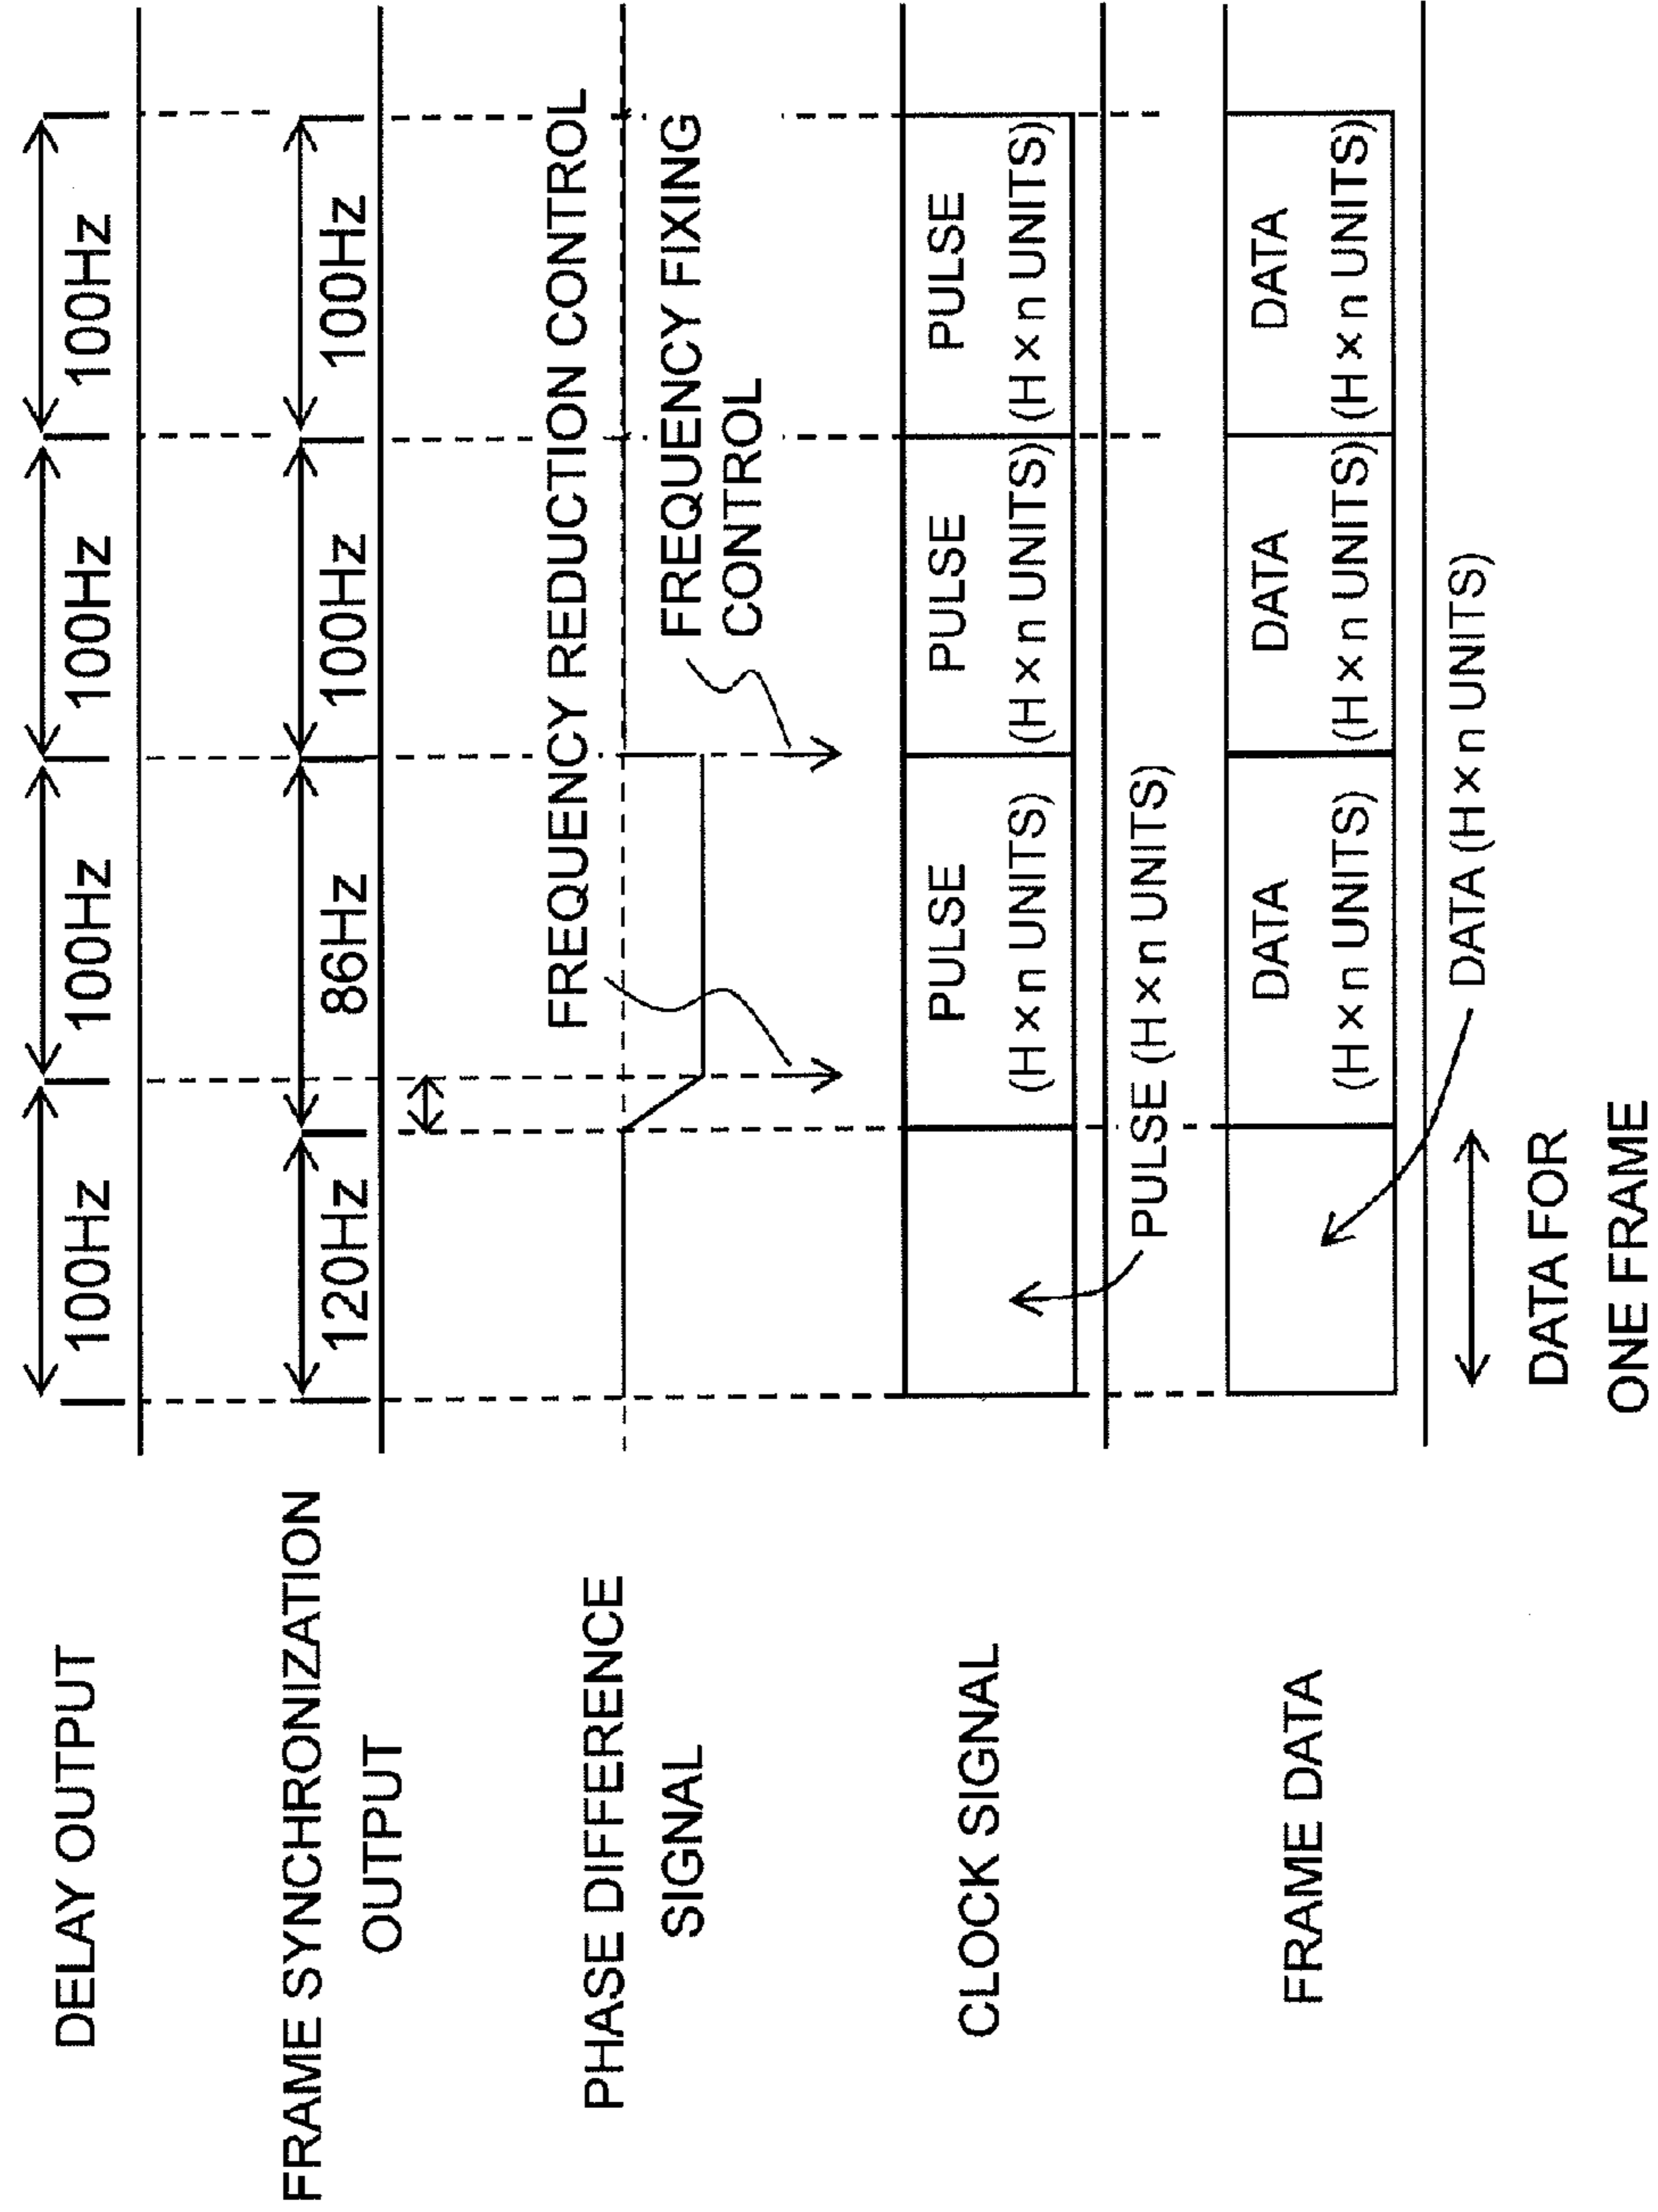 DELAY OUTPUT
100Hz
100Hz
100Hz
100Hz
FRAME SYNCHRONIZATION
OUTPUT
120Hz
86Hz
100Hz
100Hz
PHASE DIFFERENCE
SIGNAL
FREQUENCY REDUCTION CONTROL
FREQUENCY FIXING
CONTROL
CLOCK SIGNAL
PULSE
(H×n UNITS)
PULSE
(H×n UNITS)
PULSE
(H×n UNITS)
PULSE (H×n UNITS)
FRAME DATA
DATA
(H×n UNITS)
DATA
(H×n UNITS)
DATA
(H×n UNITS)
DATA (H×n UNITS)
DATA FOR
ONE FRAME